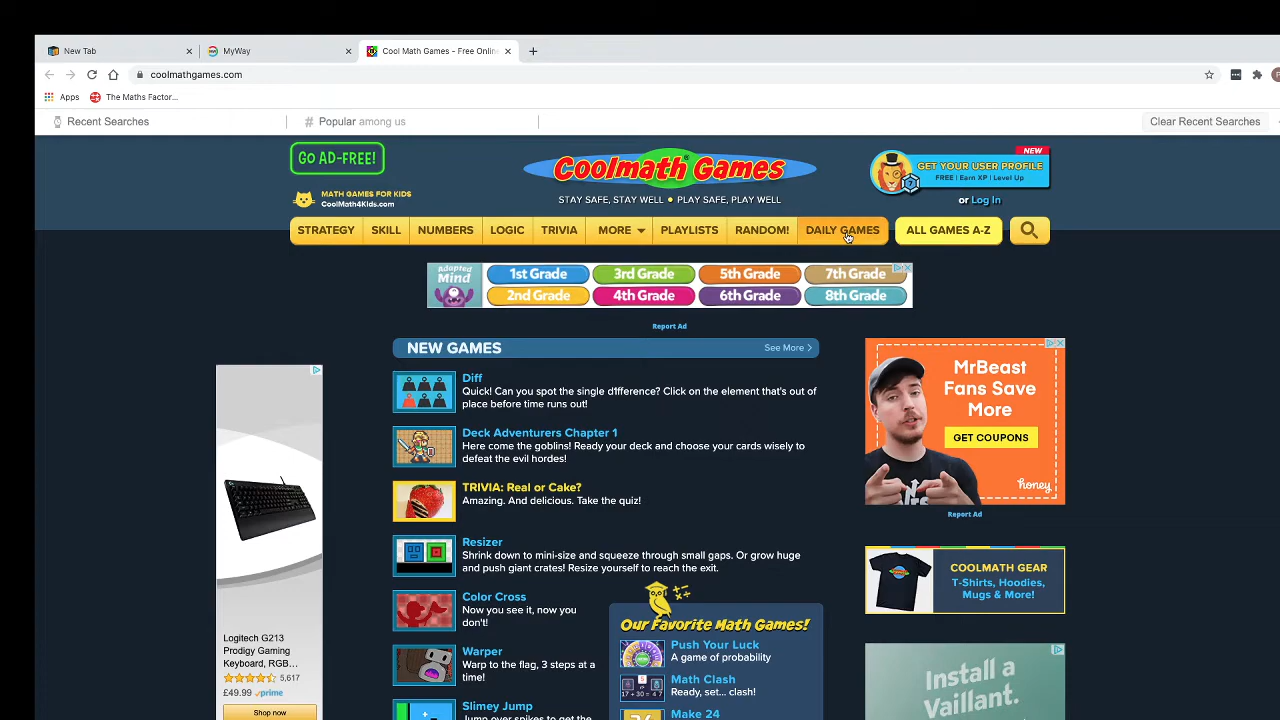 New Tab
MyWay
Cool Math Games - Free Onlin
coolmathgames.com
Apps
The Maths Factor...
Recent Searches
# Popular among us
Clear Recent Searches
GO AD-FREE!
MATH GAMES FOR KIDS
CoolMath4Kids.com
Coolmath Games
STAY SAFE, STAY WELL • PLAY SAFE, PLAY WELL
NEW
GET YOUR USER PROFILE
FREE | Earn XP | Level Up
or Log In
STRATEGY SKILL NUMBERS LOGIC TRIVIA MORE PLAYLISTS RANDOM! DAILY GAMES ALL GAMES A-Z
Adapted Mind
1st Grade 3rd Grade 5th Grade 7th Grade
2nd Grade 4th Grade 6th Grade 8th Grade
Report Ad
NEW GAMES
See More >
Diff
Quick! Can you spot the single d1fference? Click on the element that's out of
place before time runs out!
Deck Adventurers Chapter 1
Here come the goblins! Ready your deck and choose your cards wisely to
defeat the evil hordes!
TRIVIA: Real or Cake?
Amazing. And delicious. Take the quiz!
Resizer
Shrink down to mini-size and squeeze through small gaps. Or grow huge
and push giant crates! Resize yourself to reach the exit.
Color Cross
Now you see it, now you
don't!
Warper
Warp to the flag, 3 steps at a
time!
Slimey Jump
Jump over spikes to get the
Our Favorite Math Games!
Push Your Luck
A game of probability
Math Clash
Ready, set... clash!
Make 24
MrBeast
Fans Save
More
GET COUPONS
honey
Report Ad
COOLMATH GEAR
T-Shirts, Hoodies,
Mugs & More!
Install a
Vaillant.
Logitech G213
Prodigy Gaming
Keyboard, RGB...
5,617
£49.99 prime
Shop now